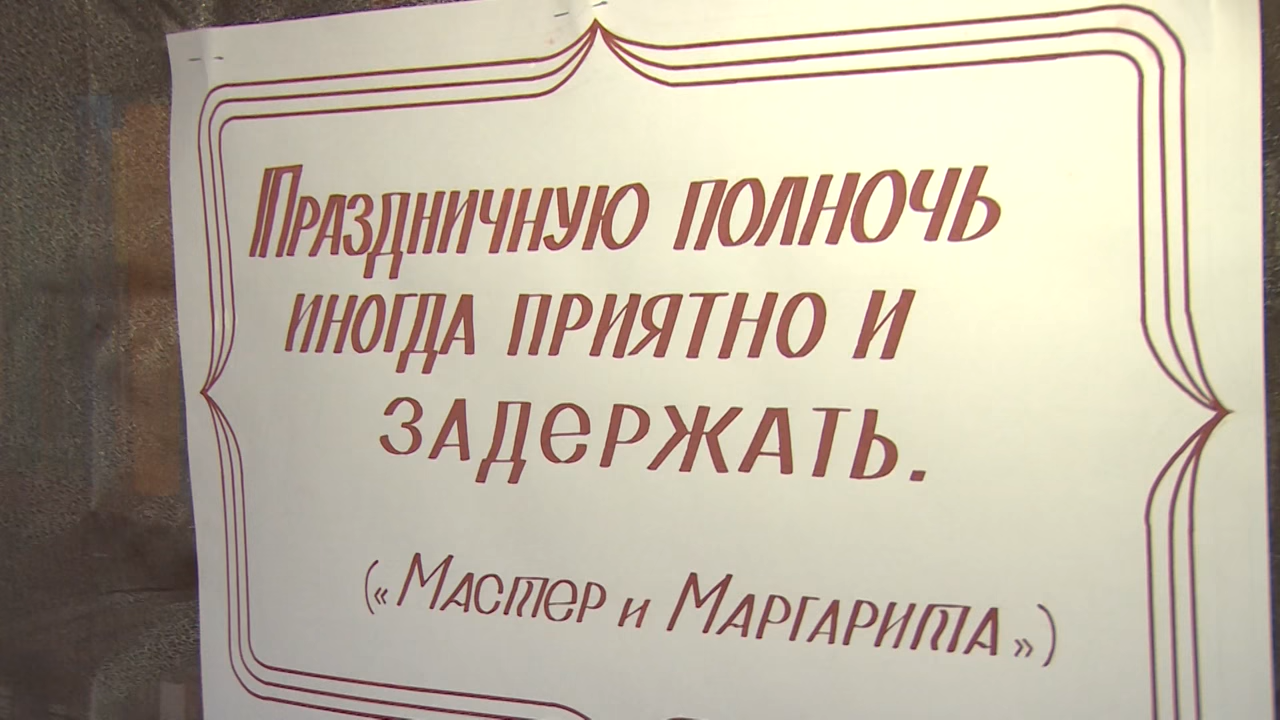 Праздничную полночь
иногда приятно и
задержать.
(«Мастер и Маргарита»)